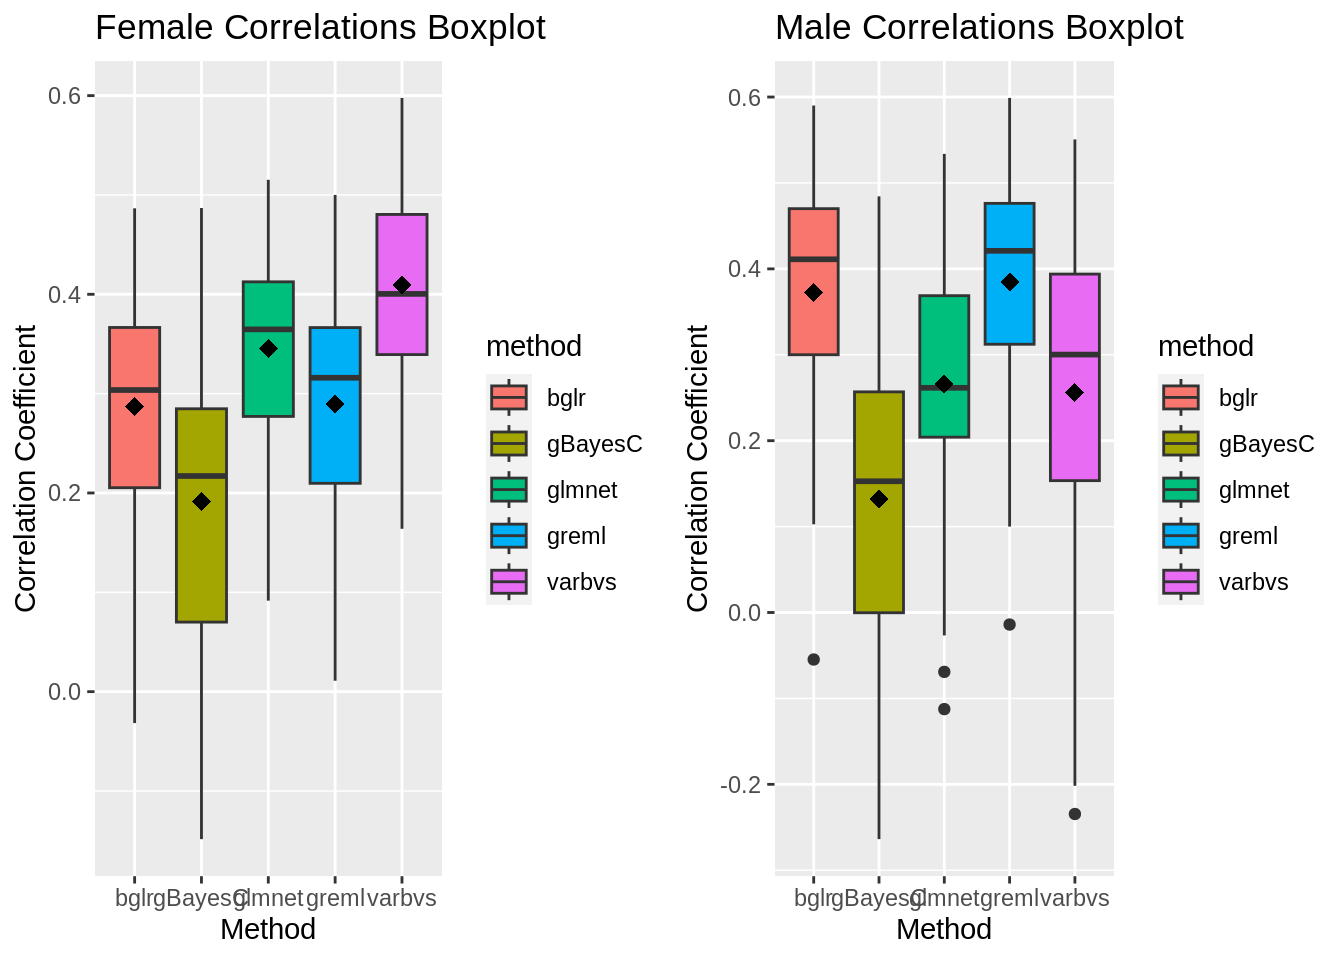 Female Correlations Boxplot
Correlation Coefficient
0.6
0.4
0.2
0.0
bglr gBayesC glmnet greml varbvs
Method
method
bglr
gBayesC
glmnet
greml
varbvs
Male Correlations Boxplot
Correlation Coefficient
0.6
0.4
0.2
0.0
-0.2
bglr gBayesC glmnet greml varbvs
Method
method
bglr
gBayesC
glmnet
greml
varbvs